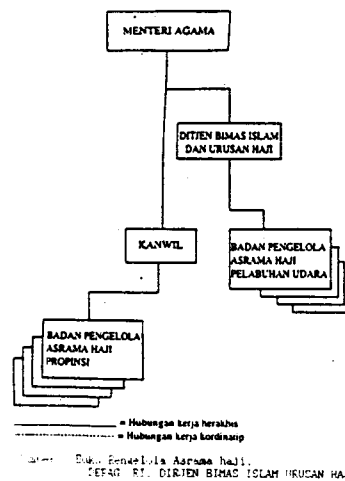 MENTERI AGAMA
DITJEN BIMAS ISLAM
DAN URUSAN HAJI
KANWIL
BADAN PENGELOLA
ASRAMA HAJI
PELABUHAN UDARA
BADAN PENGELOLA
ASRAMA HAJI
PROPINSI
= Hubungan kerja
= Hubungan kerja kordinatip
Buku Pengelola Asrama haji.
DEPAG RI. DIRJEN BIMAS ISLAM URUSAN HA